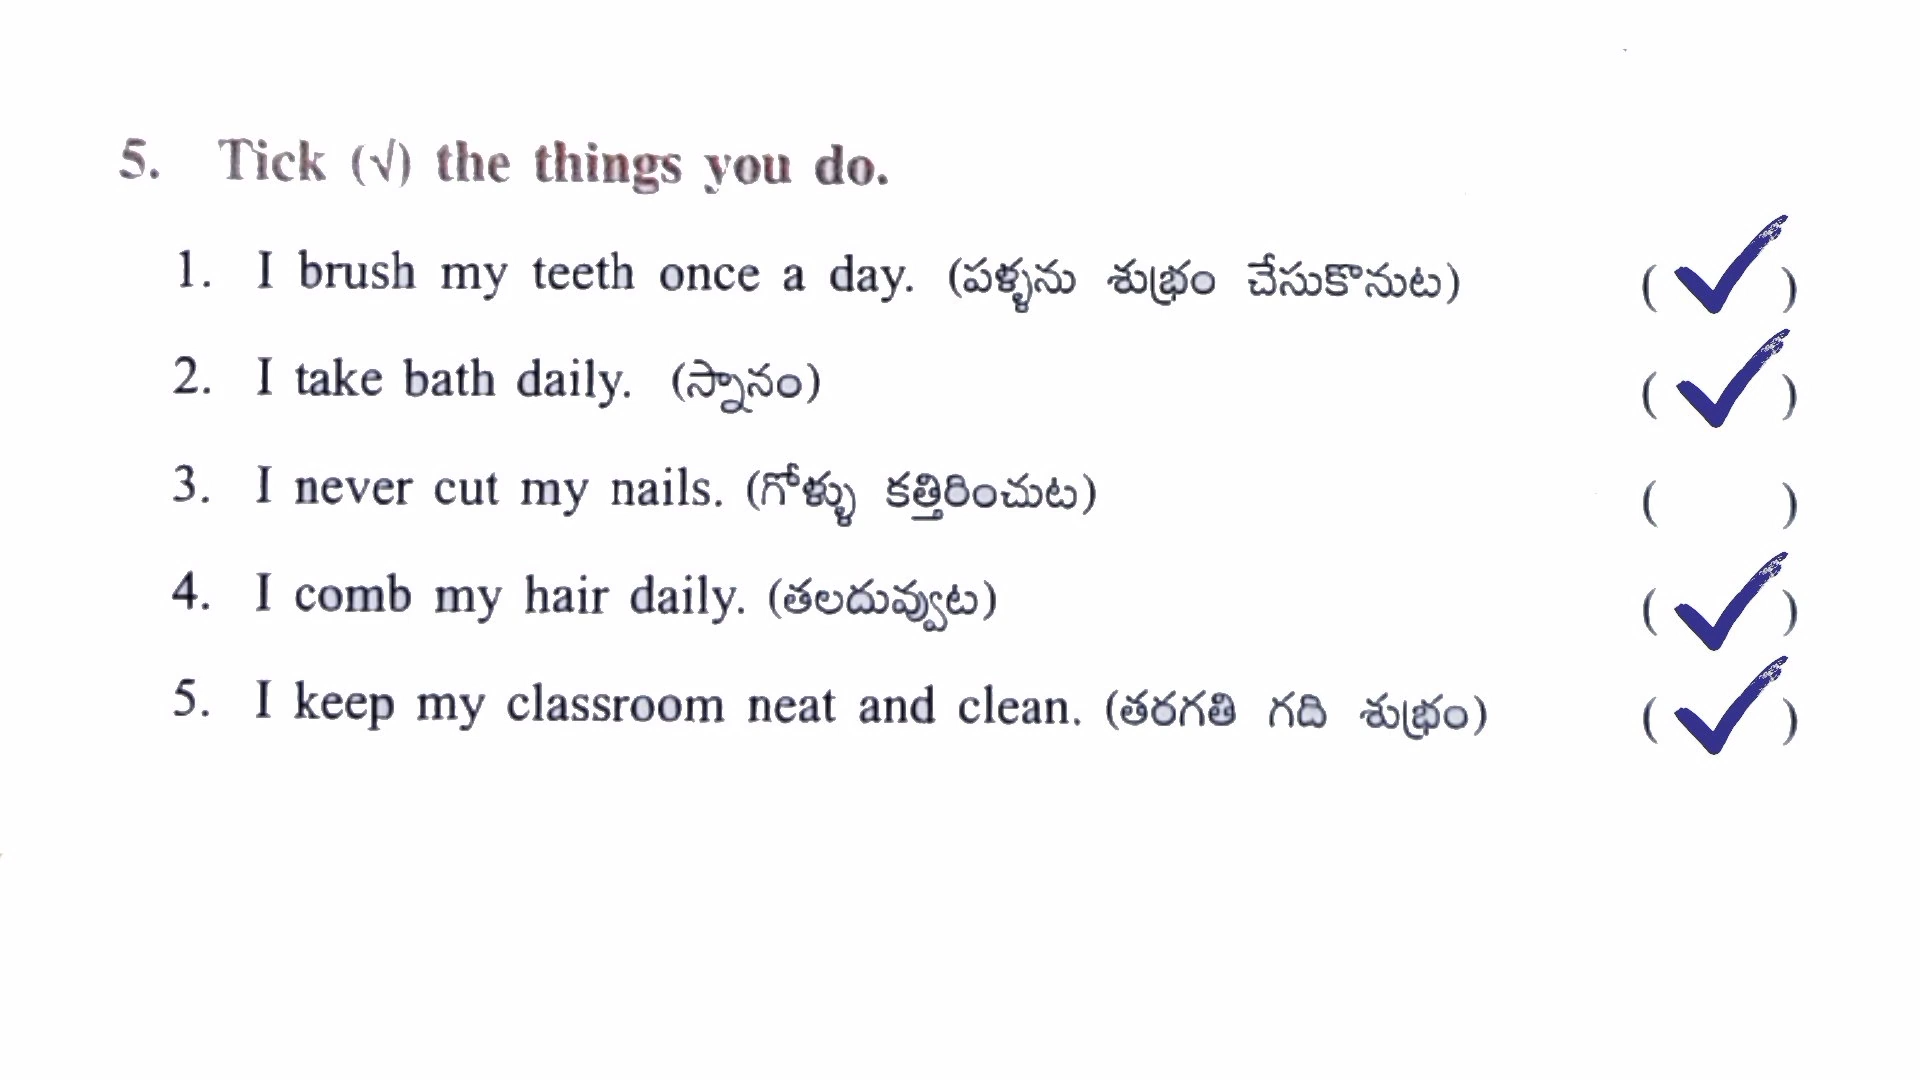 5. Tick (√) the things you do.
1. I brush my teeth once a day. (పళ్ళను శుభ్రం చేసుకొనుట) ( ✓ )
2. I take bath daily. (స్నానం) ( ✓ )
3. I never cut my nails. (గోళ్ళు కత్తిరించుట) ( )
4. I comb my hair daily. (తలదువ్వుట) ( ✓ )
5. I keep my classroom neat and clean. (తరగతి గది శుభ్రం) ( ✓ )